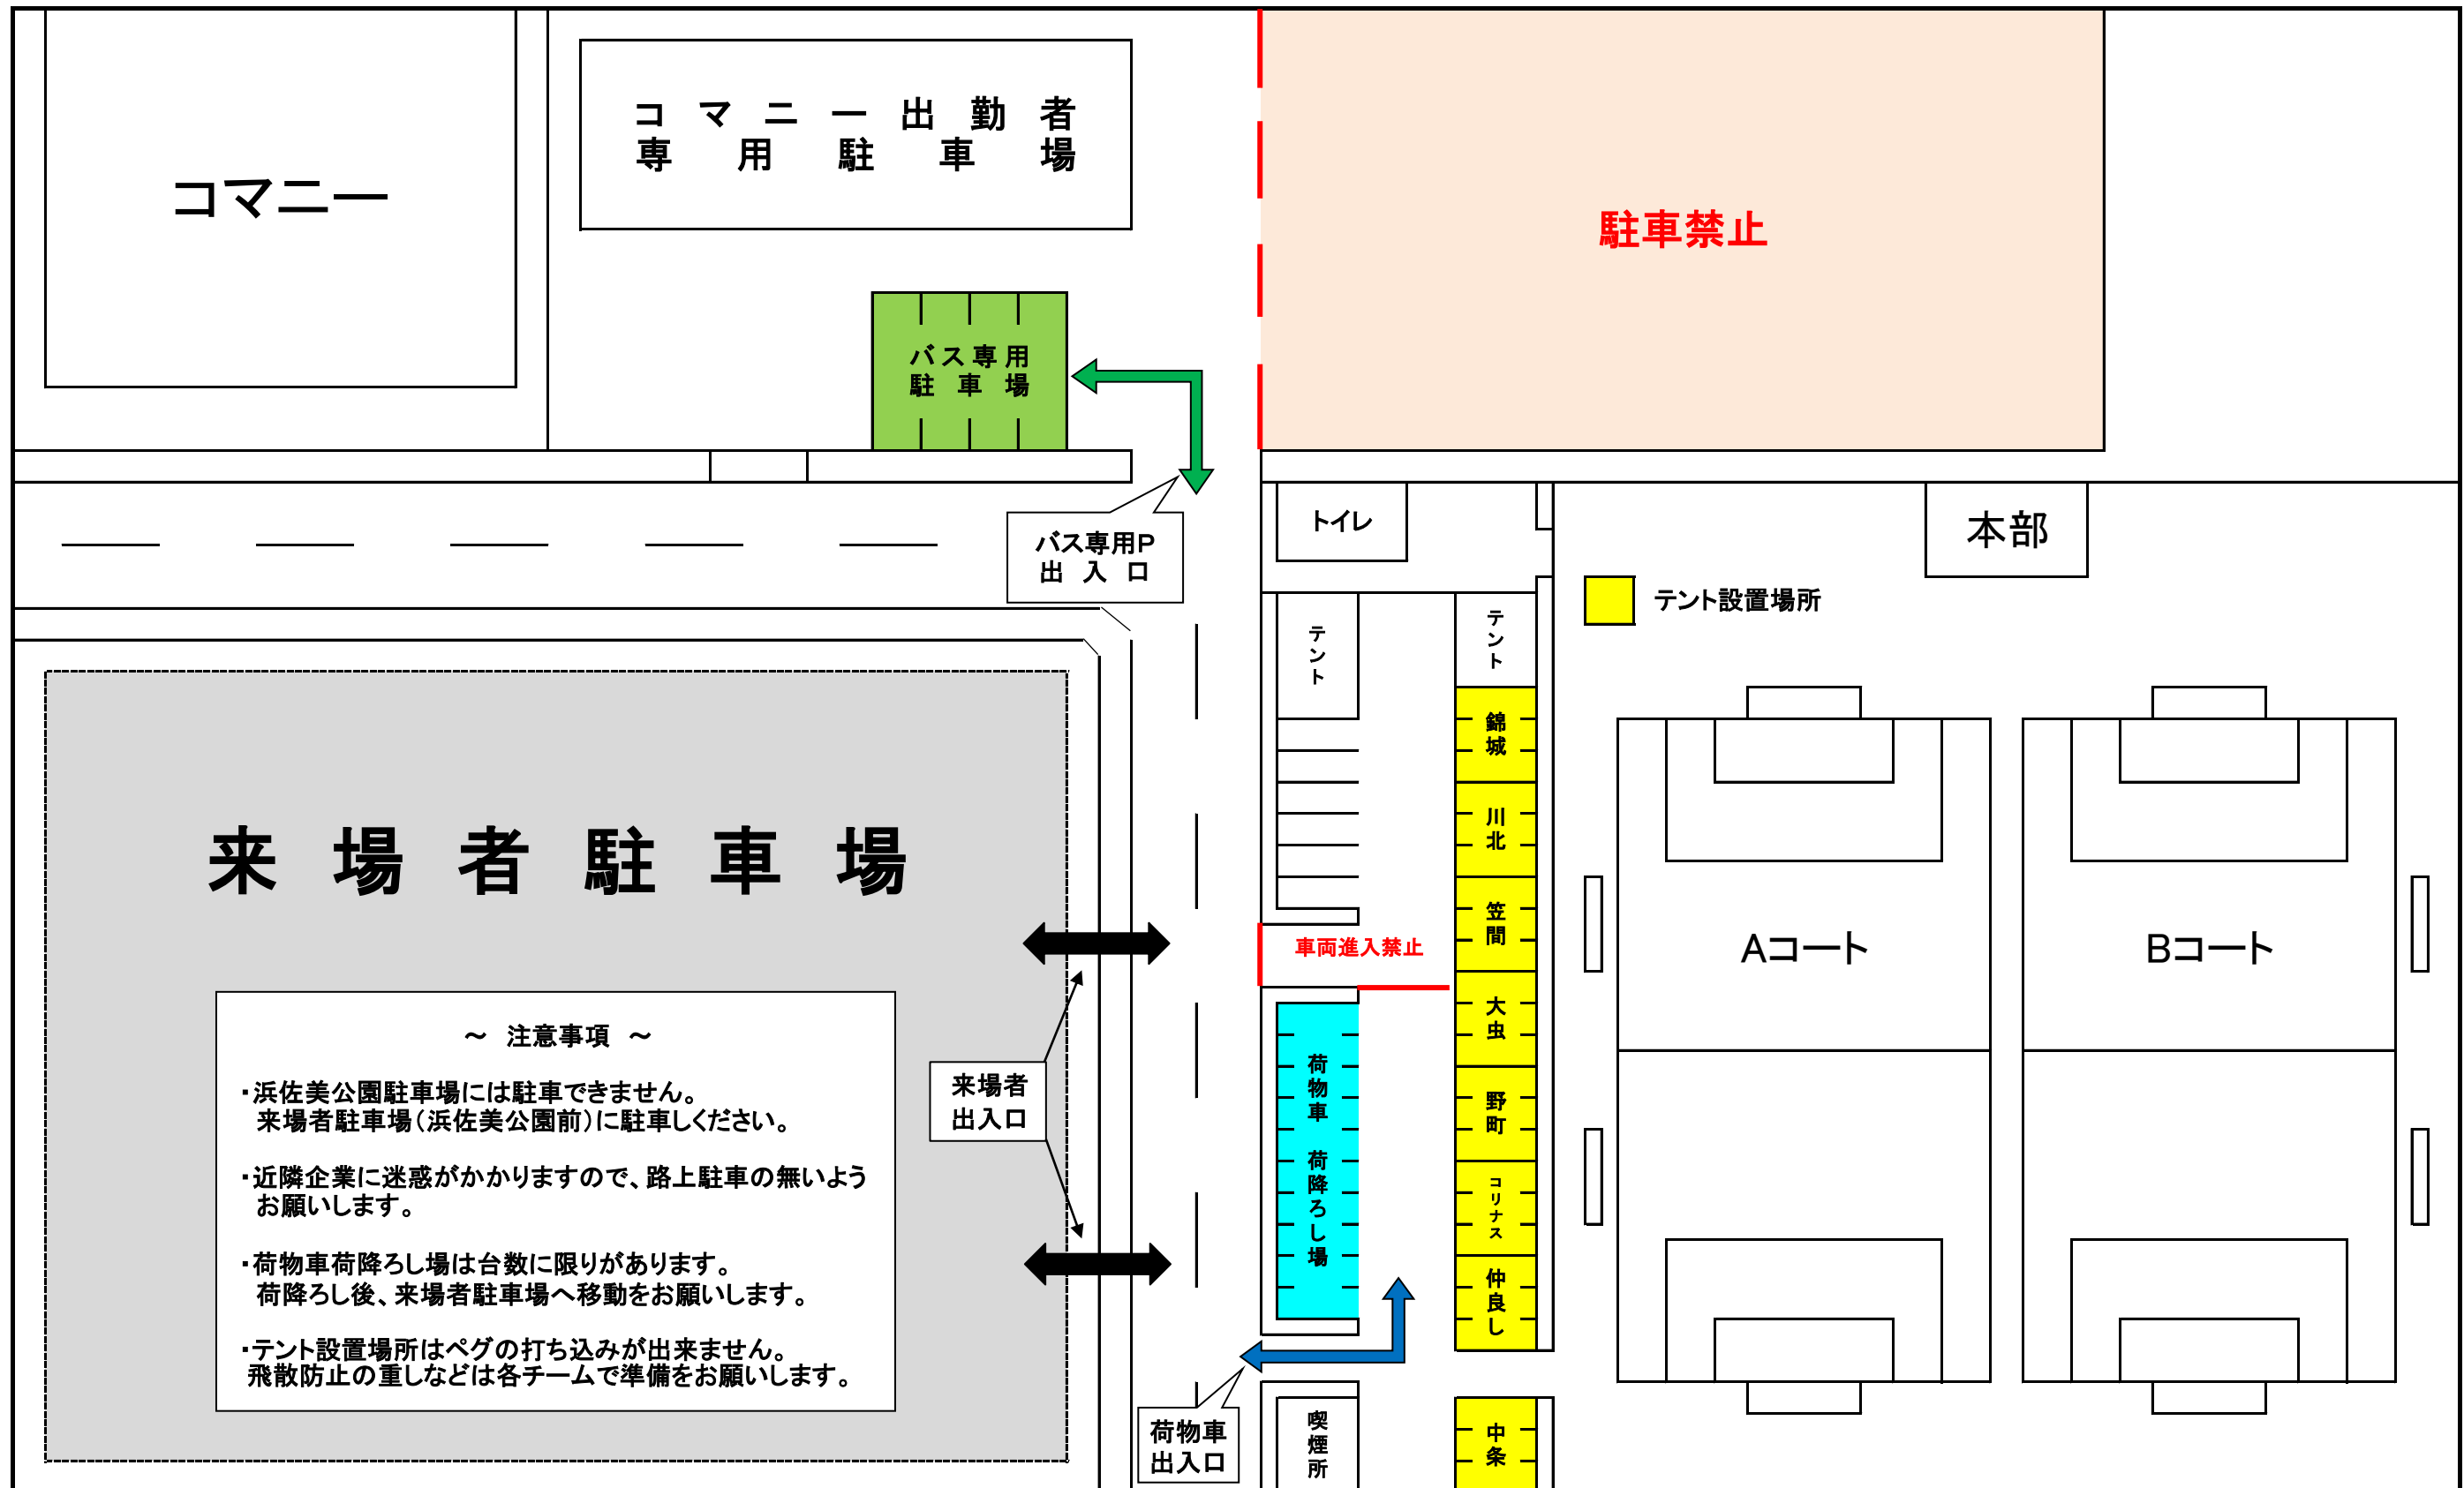 コマニー
コマニー出勤者
専用駐車場
駐車禁止
バス専用
駐車場
バス専用P
出入口
トイレ
本部
テント設置場所
テント
テント
錦城
川北
笠間
大虫
野町
コリナス
仲良し
中条
来場者駐車場
車両進入禁止
Aコート
Bコート
～ 注意事項 ～
・浜佐美公園駐車場には駐車できません。
来場者駐車場（浜佐美公園前）に駐車しください。
・近隣企業に迷惑がかかりますので、路上駐車の無いよう
お願いします。
・荷物車荷降ろし場は台数に限りがあります。
荷降ろし後、来場者駐車場へ移動をお願いします。
・テント設置場所はペグの打ち込みが出来ません。
飛散防止の重しなどは各チームで準備をお願いします。
来場者
出入口
荷物車 荷降ろし場
荷物車
出入口
喫煙所